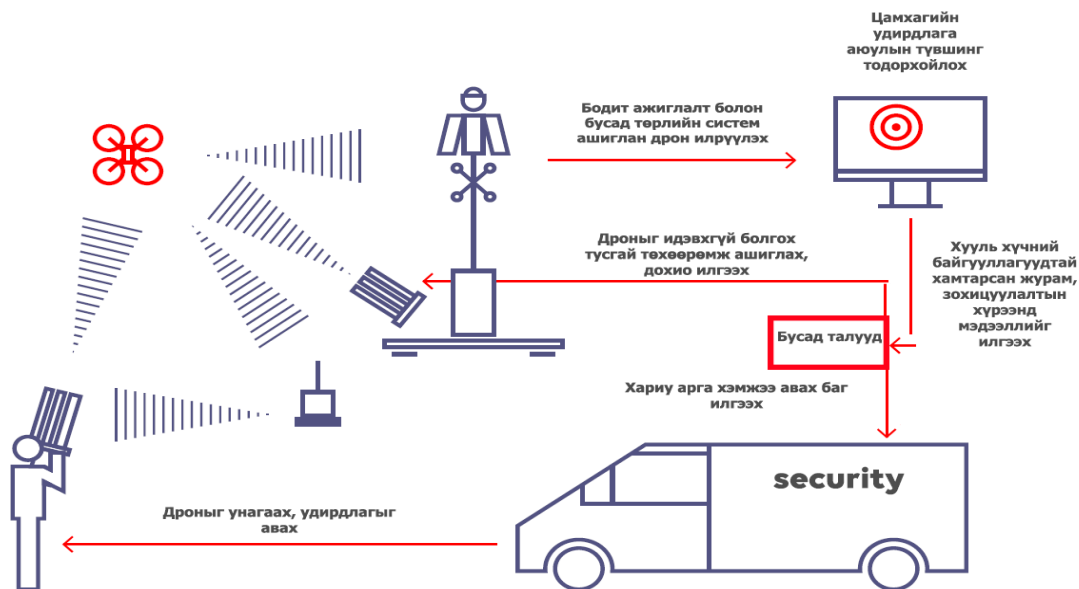 Цамхагийн
удирдлага
аюулын түвшинг
тодорхойлох
Бодит ажиглалт болон
бусад төрлийн систем
ашиглан дрон илрүүлэх
Дроныг идэвхгүй болгох
тусгай төхөөрөмж ашиглах,
дохио илгээх
Хууль хүчний
байгууллагуудтай
хамтарсан журам,
зохицуулалтын
хүрээнд
мэдээллийг
илгээх
Бусад талууд
Хариу арга хэмжээ авах баг
илгээх
security
Дроныг унагаах, удирдлагыг
авах